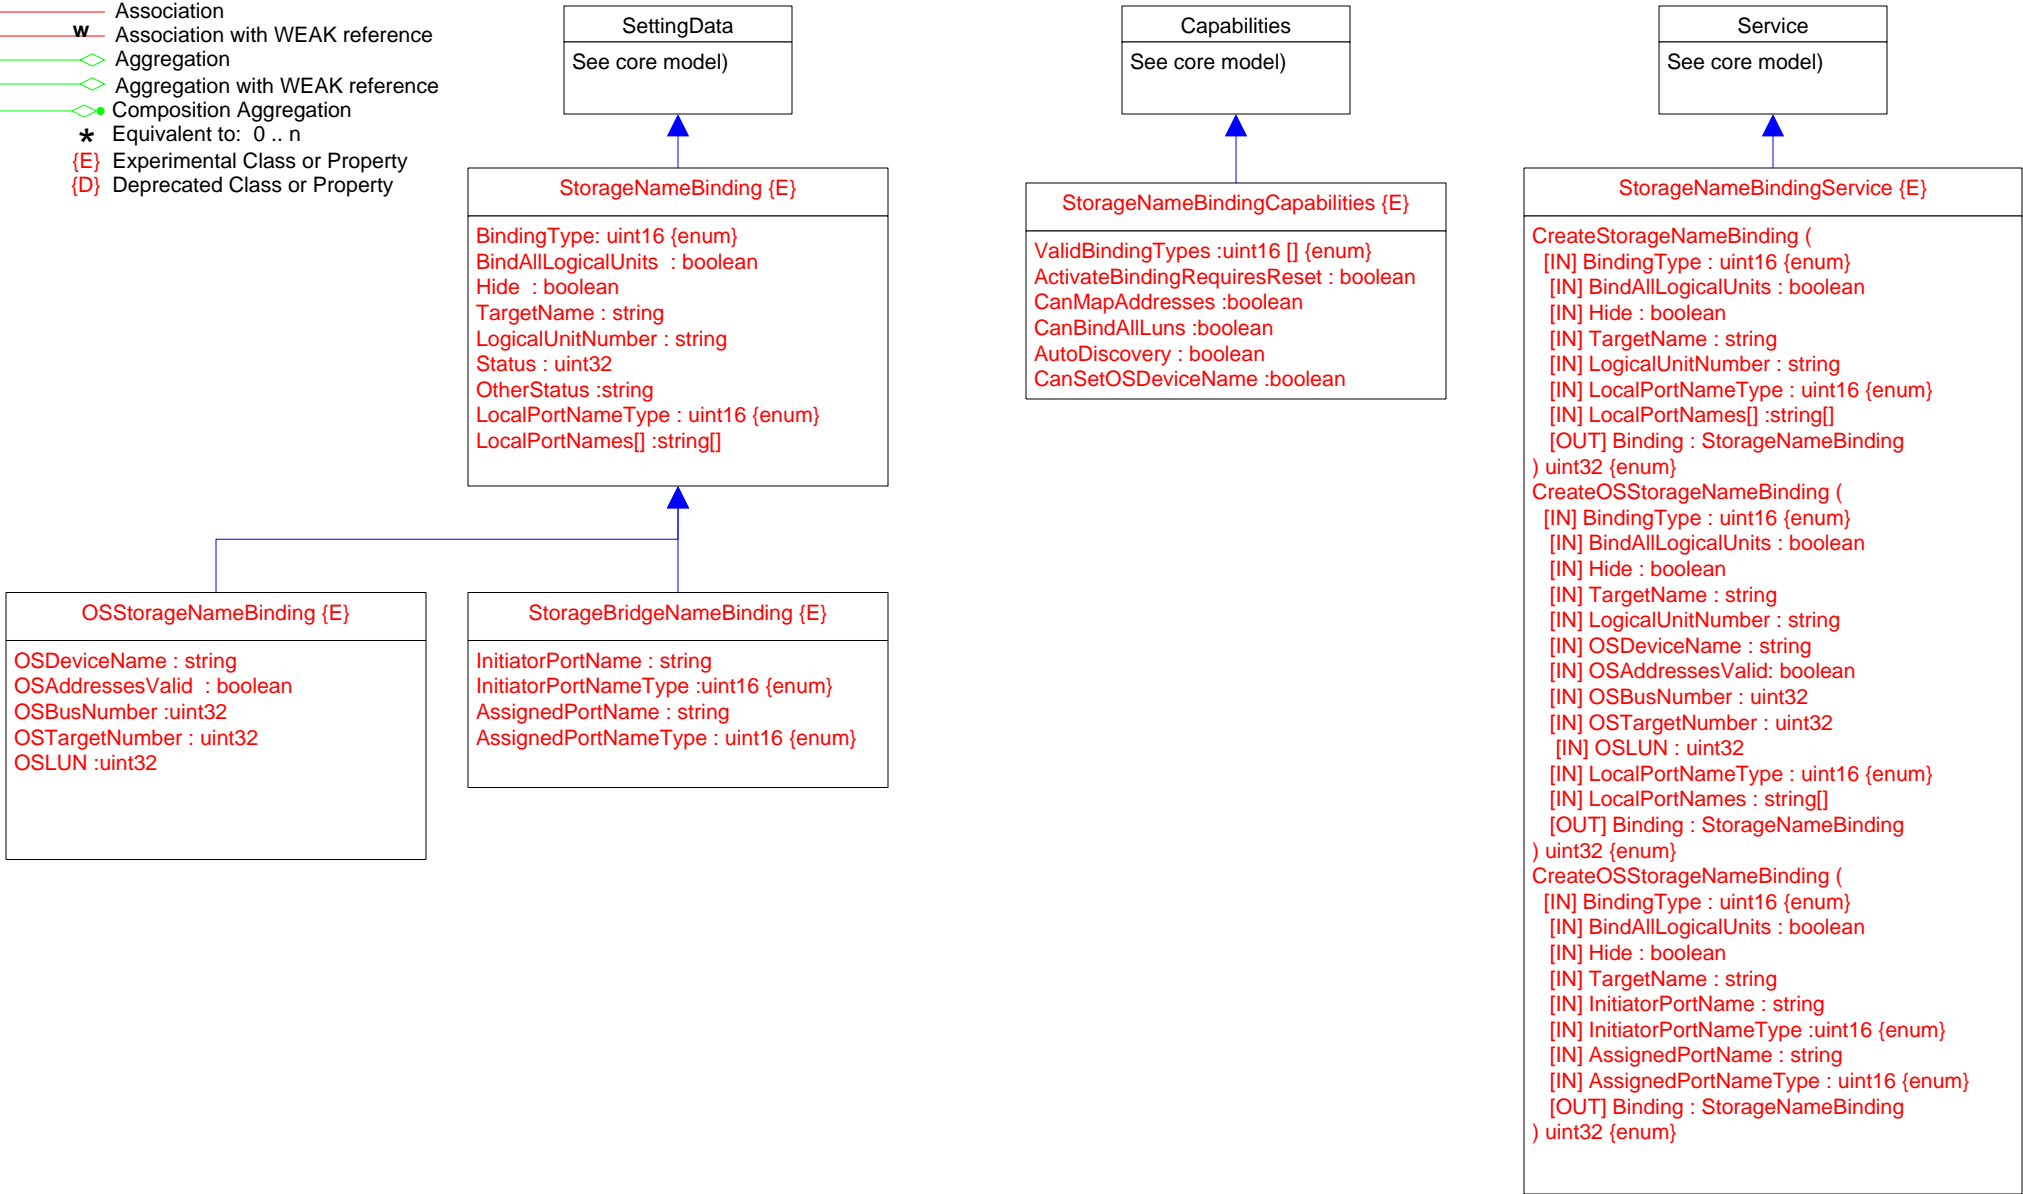 Association
w Association with WEAK reference
Aggregation
Aggregation with WEAK reference
Composition Aggregation
* Equivalent to: 0 .. n
{E} Experimental Class or Property
{D} Deprecated Class or Property
SettingData
See core model)
StorageNameBinding {E}
BindingType: uint16 {enum}
BindAllLogicalUnits : boolean
Hide : boolean
TargetName : string
LogicalUnitNumber : string
Status : uint32
OtherStatus :string
LocalPortNameType : uint16 {enum}
LocalPortNames[] :string[]
OSStorageNameBinding {E}
OSDeviceName : string
OSAddressesValid : boolean
OSBusNumber :uint32
OSTargetNumber : uint32
OSLUN :uint32
StorageBridgeNameBinding {E}
InitiatorPortName : string
InitiatorPortNameType :uint16 {enum}
AssignedPortName : string
AssignedPortNameType : uint16 {enum}
Capabilities
See core model)
StorageNameBindingCapabilities {E}
ValidBindingTypes :uint16 [] {enum}
ActivateBindingRequiresReset : boolean
CanMapAddresses :boolean
CanBindAllLuns :boolean
AutoDiscovery : boolean
CanSetOSDeviceName :boolean
Service
See core model)
StorageNameBindingService {E}
CreateStorageNameBinding (
[IN] BindingType : uint16 {enum}
[IN] BindAllLogicalUnits : boolean
[IN] Hide : boolean
[IN] TargetName : string
[IN] LogicalUnitNumber : string
[IN] LocalPortNameType : uint16 {enum}
[IN] LocalPortNames[] :string[]
[OUT] Binding : StorageNameBinding
) uint32 {enum}
CreateOSStorageNameBinding (
[IN] BindingType : uint16 {enum}
[IN] BindAllLogicalUnits : boolean
[IN] Hide : boolean
[IN] TargetName : string
[IN] LogicalUnitNumber : string
[IN] OSDeviceName : string
[IN] OSAddressesValid: boolean
[IN] OSBusNumber : uint32
[IN] OSTargetNumber : uint32
[IN] OSLUN : uint32
[IN] LocalPortNameType : uint16 {enum}
[IN] LocalPortNames : string[]
[OUT] Binding : StorageNameBinding
) uint32 {enum}
CreateOSStorageNameBinding (
[IN] BindingType : uint16 {enum}
[IN] BindAllLogicalUnits : boolean
[IN] Hide : boolean
[IN] TargetName : string
[IN] InitiatorPortName : string
[IN] InitiatorPortNameType :uint16 {enum}
[IN] AssignedPortName : string
[IN] AssignedPortNameType : uint16 {enum}
[OUT] Binding : StorageNameBinding
) uint32 {enum}